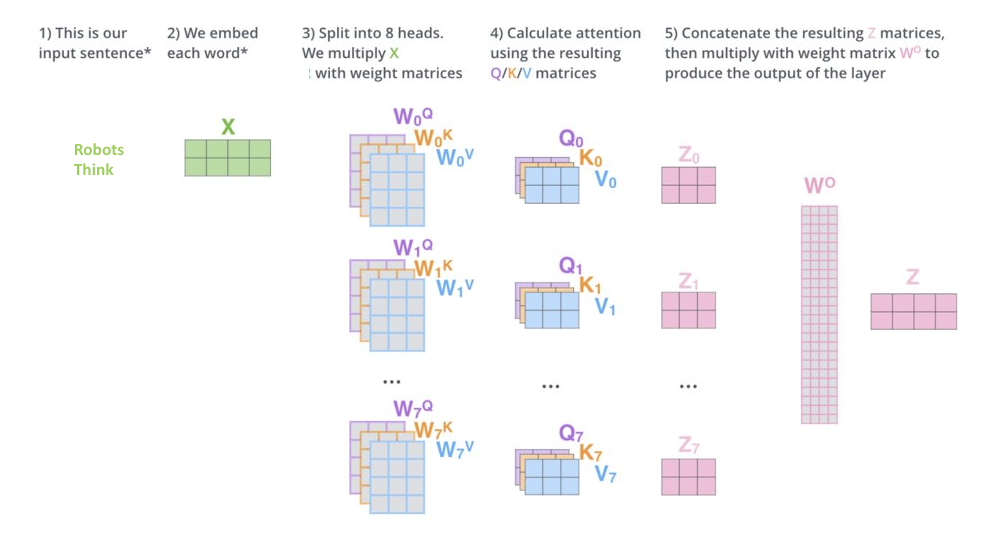 1) This is our
input sentence*
2) We embed
each word*
3) Split into 8 heads.
We multiply X
with weight matrices
4) Calculate attention
using the resulting
Q/K/V matrices
5) Concatenate the resulting Z matrices,
then multiply with weight matrix Wᴼ to
produce the output of the layer
Robots
Think
X
W₀Q
W₀K
W₀V
Q₀
K₀
V₀
Z₀
W₁Q
W₁K
W₁V
Q₁
K₁
V₁
Z₁
...
...
...
W₇Q
W₇K
W₇V
Q₇
K₇
V₇
Z₇
Wᴼ
Z